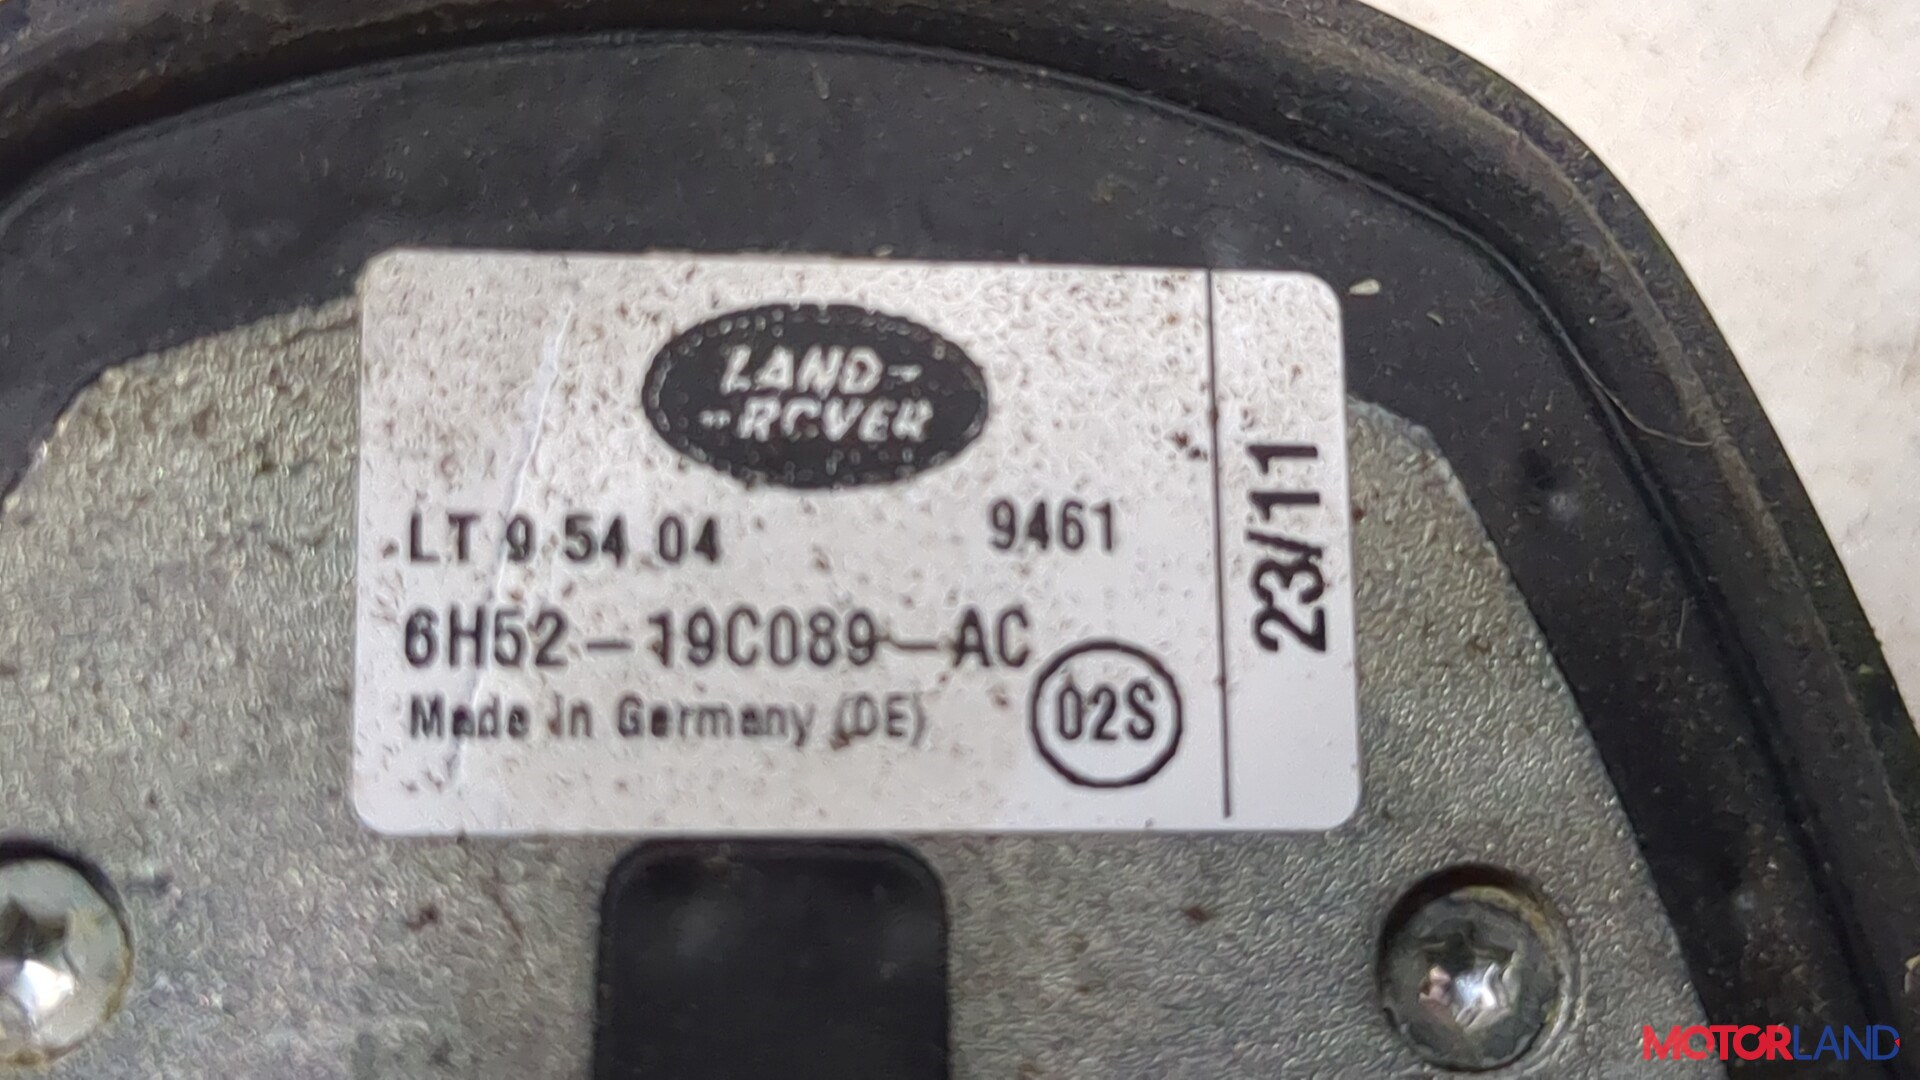 LAND-
-ROVER
LT 9 54 04 9461
6H52-19C089-AC
Made in Germany (DE)
02S
23/11
MOTORLAND